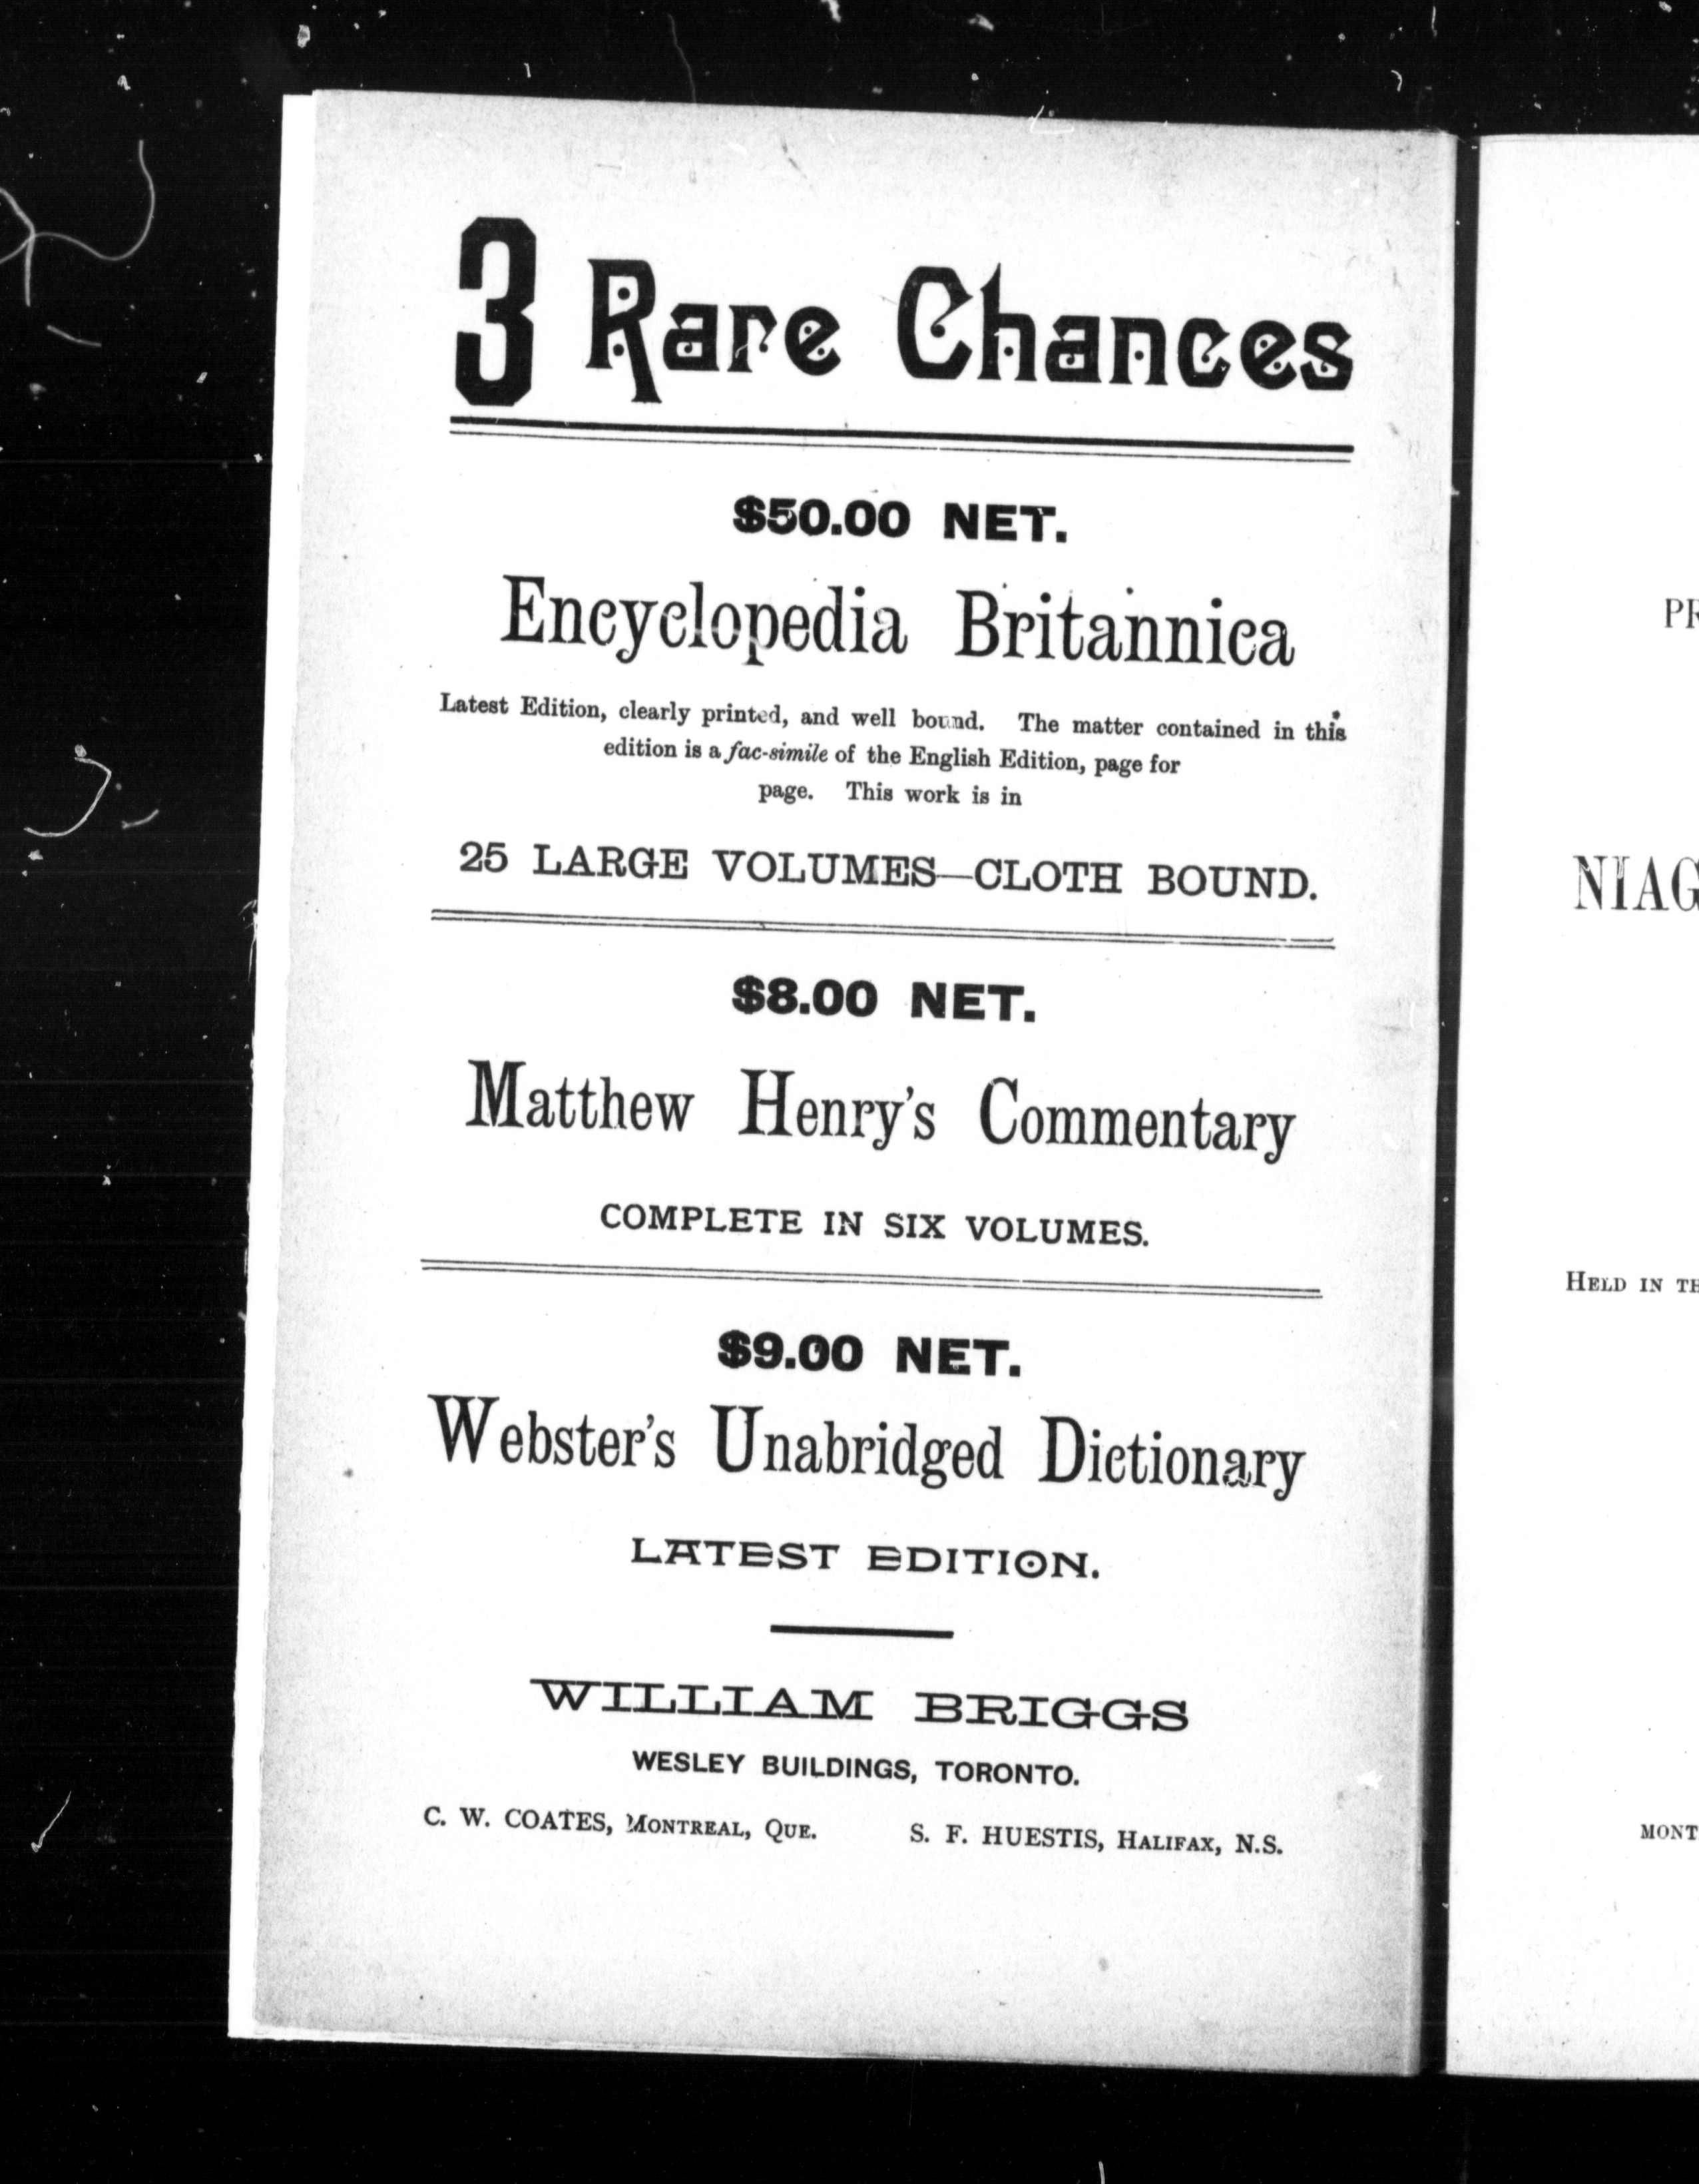 3 Rare Chances
$50.00 NET.
Encyclopedia Britannica
Latest Edition, clearly printed, and well bound. The matter contained in this
edition is a fac-simile of the English Edition, page for
page. This work is in
25 LARGE VOLUMES—CLOTH BOUND.
$8.00 NET.
Matthew Henry's Commentary
COMPLETE IN SIX VOLUMES.
$9.00 NET.
Webster's Unabridged Dictionary
LATEST EDITION.
WILLIAM BRIGGS
WESLEY BUILDINGS, TORONTO.
C. W. COATES, MONTREAL, QUE. S. F. HUESTIS, HALIFAX, N.S.
NIAG
HELD IN
MONT